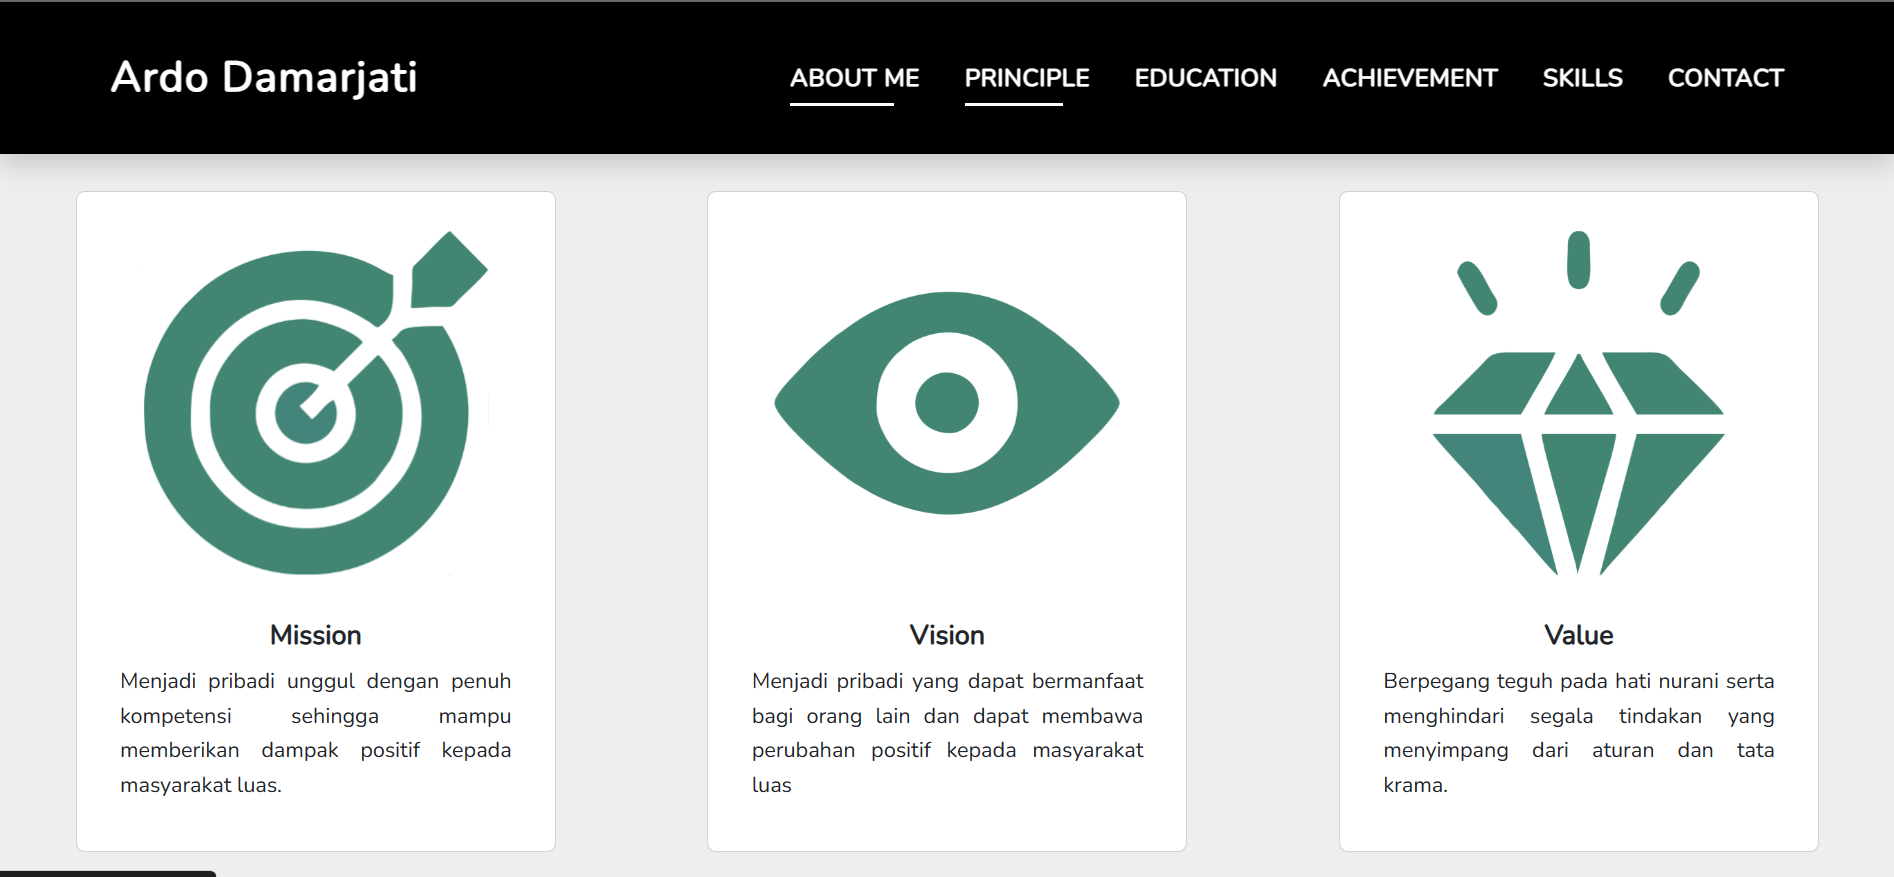 Ardo Damarjati
ABOUT ME PRINCIPLE EDUCATION ACHIEVEMENT SKILLS CONTACT
Mission
Menjadi pribadi unggul dengan penuh
kompetensi sehingga mampu
memberikan dampak positif kepada
masyarakat luas.
Vision
Menjadi pribadi yang dapat bermanfaat
bagi orang lain dan dapat membawa
perubahan positif kepada masyarakat
luas
Value
Berpegang teguh pada hati nurani serta
menghindari segala tindakan yang
menyimpang dari aturan dan tata
krama.